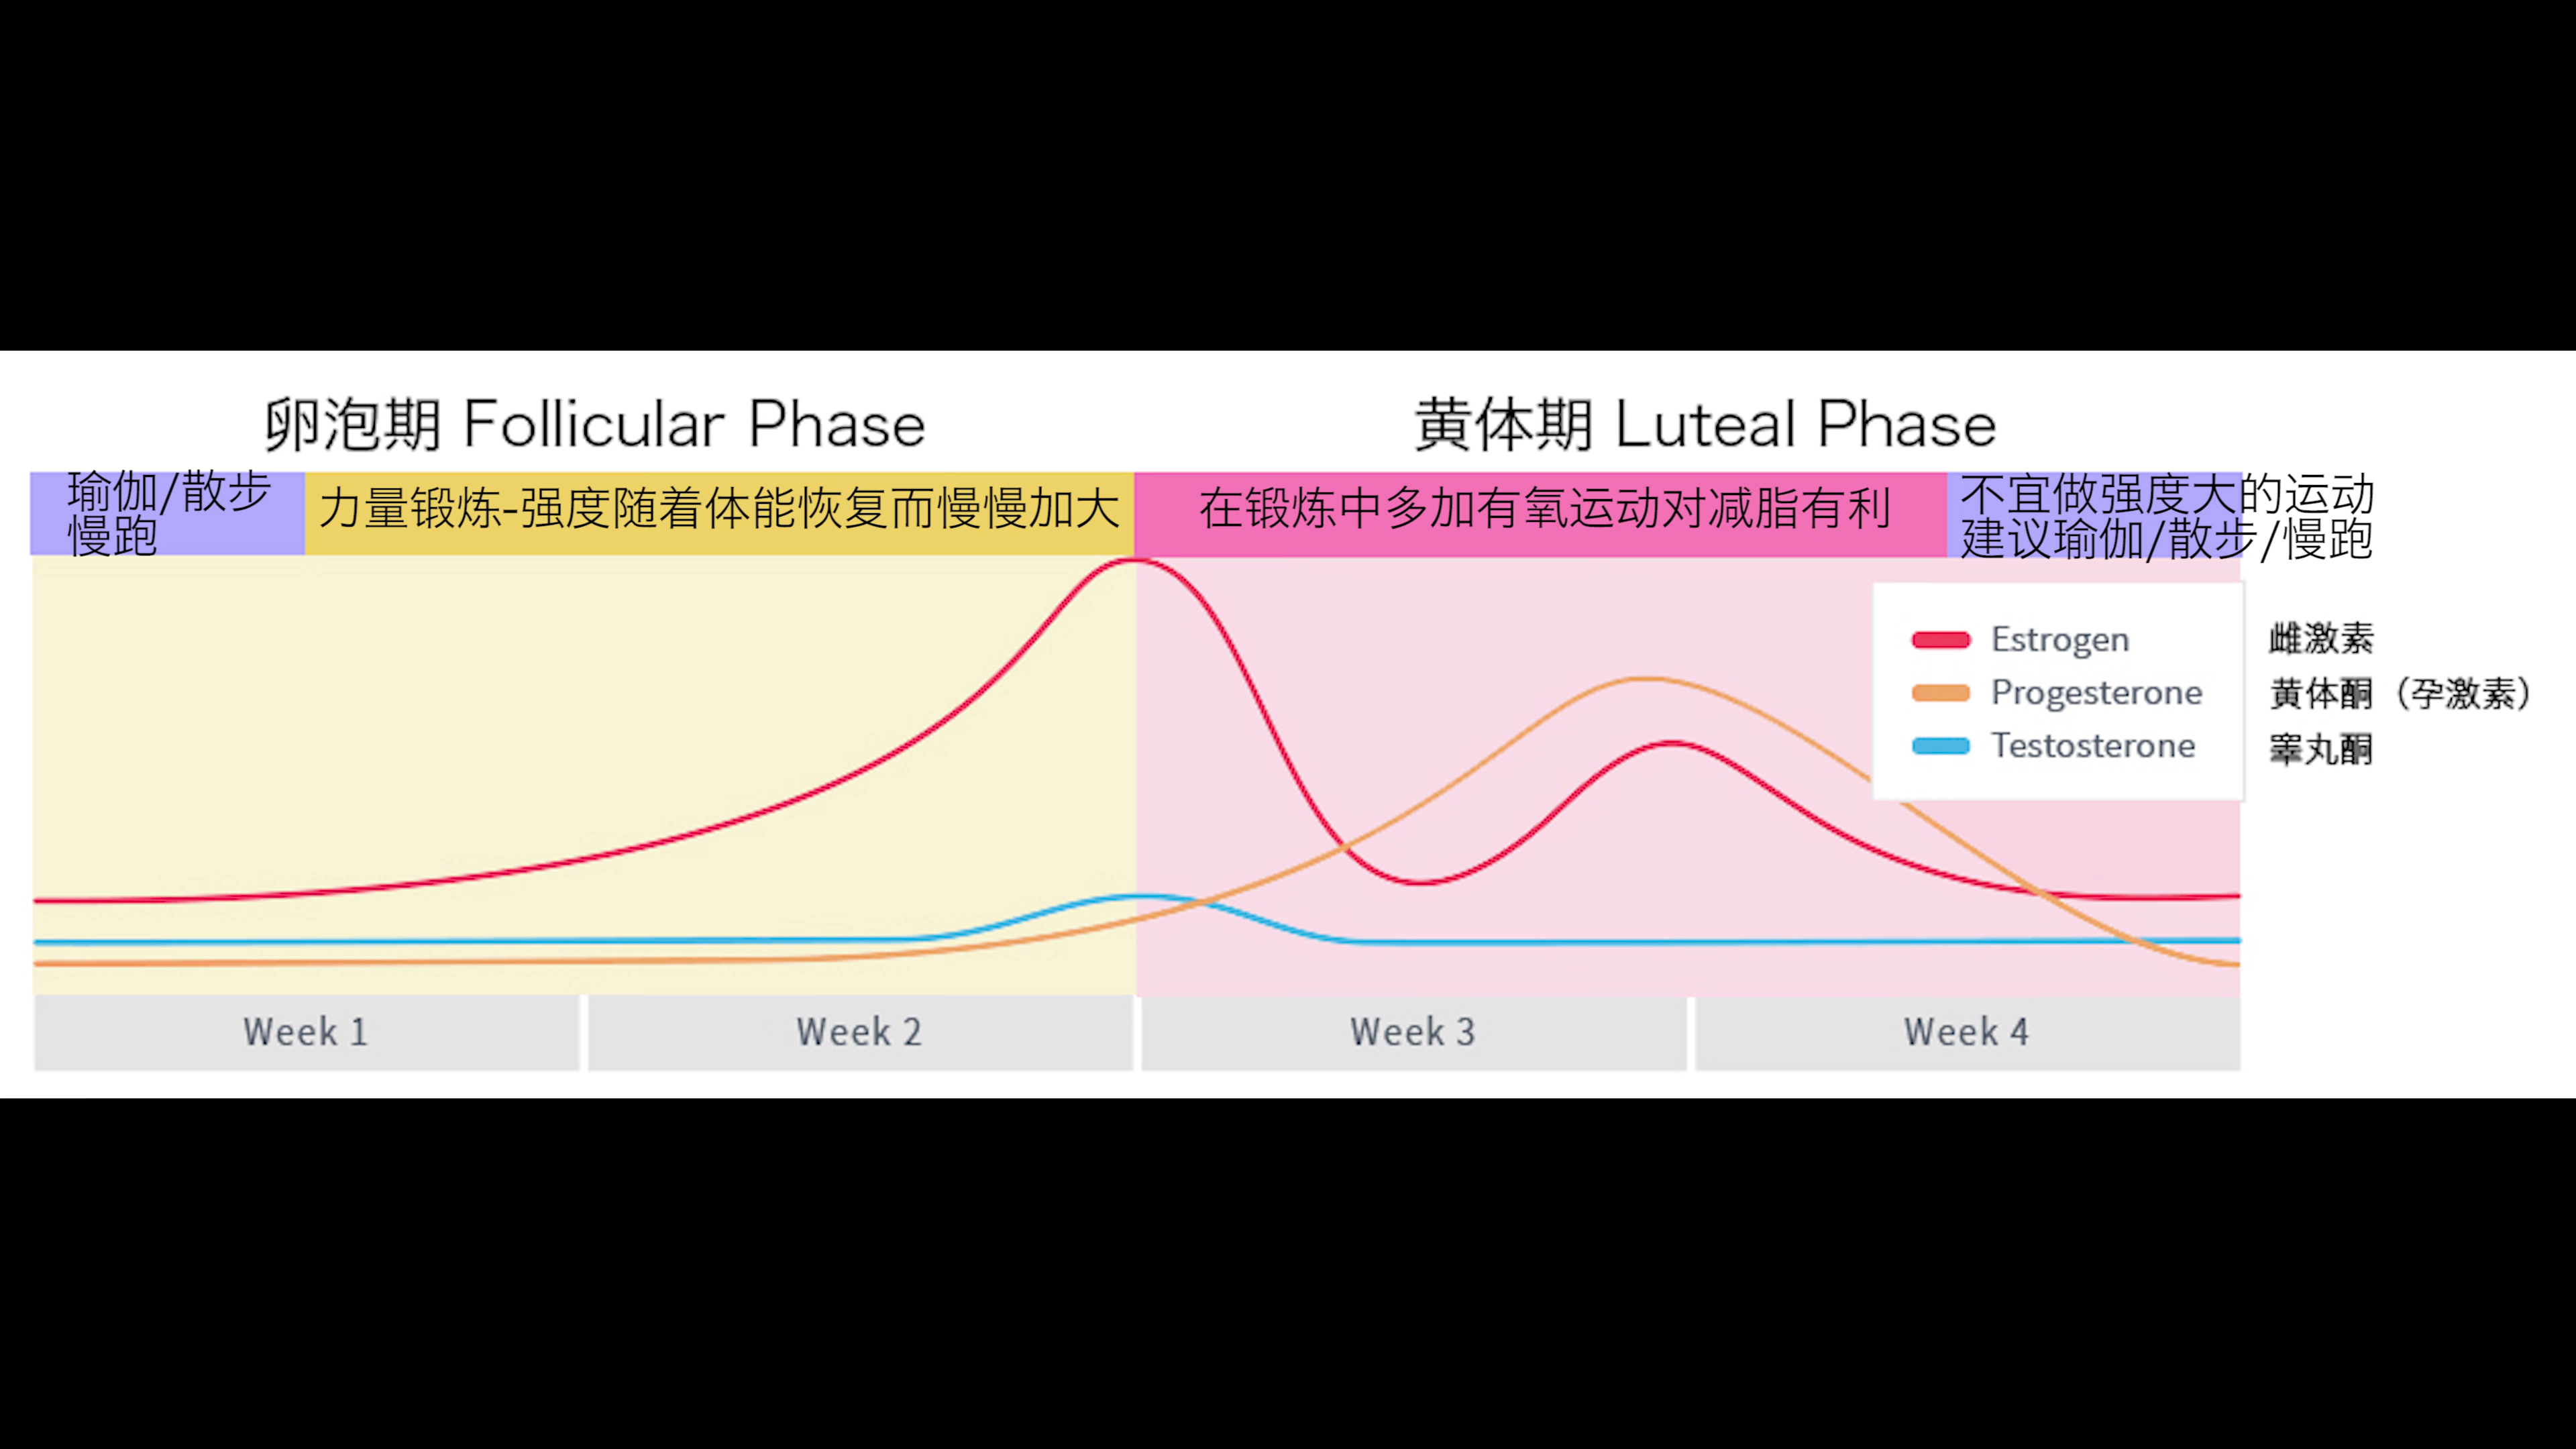 卵泡期 Follicular Phase
黄体期 Luteal Phase
瑜伽/散步
慢跑
力量锻炼-强度随着体能恢复而慢慢加大
在锻炼中多加有氧运动对减脂有利
不宜做强度大的运动
建议瑜伽/散步/慢跑
Estrogen 雌激素
Progesterone 黄体酮（孕激素）
Testosterone 睾丸酮
Week 1
Week 2
Week 3
Week 4